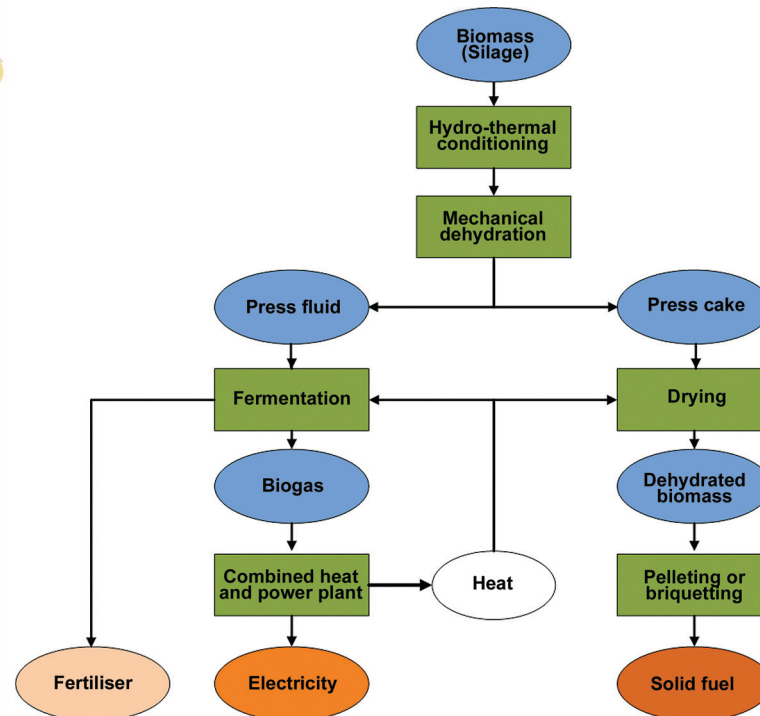 Biomass
(Silage)
Hydro-thermal
conditioning
Mechanical
dehydration
Press fluid
Press cake
Fermentation
Drying
Biogas
Dehydrated
biomass
Combined heat
and power plant
Heat
Pelleting or
briquetting
Fertiliser
Electricity
Solid fuel